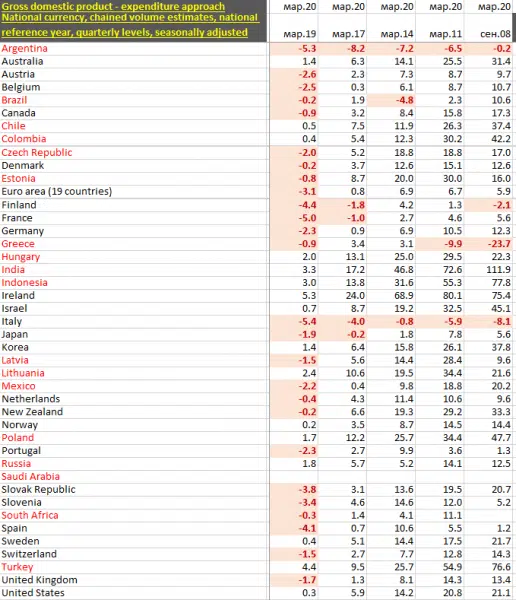 Gross domestic product - expenditure approach мар.20 мар.20 мар.20 мар.20 мар.20
National currency, chained volume estimates, national
reference year, quarterly levels, seasonally adjusted мар.19 мар.17 мар.14 мар.11 сен.08
Argentina -5.3 -8.2 -7.2 -6.5 -0.2
Australia 1.4 6.3 14.1 25.5 31.4
Austria -2.6 2.3 7.3 8.7 9.7
Belgium -2.5 0.3 6.1 8.7 10.7
Brazil -0.2 1.9 -4.8 2.3 10.6
Canada -0.9 3.2 8.4 15.8 17.3
Chile 0.5 7.5 11.9 26.3 37.4
Colombia 0.4 5.4 12.3 30.2 42.2
Czech Republic -2.0 5.2 18.8 18.8 17.0
Denmark -0.2 3.7 12.6 15.1 12.6
Estonia -0.8 8.7 20.0 30.0 16.0
Euro area (19 countries) -3.1 0.8 6.9 6.7 5.9
Finland -4.4 -1.8 4.2 1.3 -2.1
France -5.0 -1.0 2.7 4.6 5.6
Germany -2.3 0.9 6.9 10.5 12.3
Greece -0.9 3.4 3.1 -9.9 -23.7
Hungary 2.0 13.1 25.0 29.5 22.3
India 3.3 17.2 46.8 72.6 111.9
Indonesia 3.0 13.8 31.6 55.3 77.8
Ireland 5.3 24.0 68.9 80.1 75.4
Israel 0.7 8.7 19.2 32.5 45.1
Italy -5.4 -4.0 -0.8 -5.9 -8.1
Japan -1.9 -0.2 1.8 7.8 5.6
Korea 1.4 6.4 15.8 26.1 37.8
Latvia -1.5 5.6 14.4 28.4 9.6
Lithuania 2.4 10.6 19.5 34.4 21.6
Mexico -2.2 0.4 9.8 18.8 20.2
Netherlands -0.4 4.3 11.4 10.6 9.6
New Zealand -0.2 6.6 19.3 29.2 33.3
Norway 0.2 3.5 8.7 14.5 14.4
Poland 1.7 12.2 25.7 34.4 47.7
Portugal -2.3 2.7 9.9 3.6 1.3
Russia 1.8 5.7 5.2 14.1 12.5
Saudi Arabia
Slovak Republic -3.8 3.1 13.6 19.5 20.7
Slovenia -3.4 4.6 14.6 12.0 5.2
South Africa -0.3 1.4 4.1 11.1
Spain -4.1 0.7 10.6 5.5 1.2
Sweden 0.4 5.1 14.4 17.5 21.7
Switzerland -1.5 2.7 7.7 12.8 14.3
Turkey 4.4 9.5 25.7 54.9 76.6
United Kingdom -1.7 1.3 8.1 14.3 13.4
United States 0.3 5.9 14.2 20.8 21.1